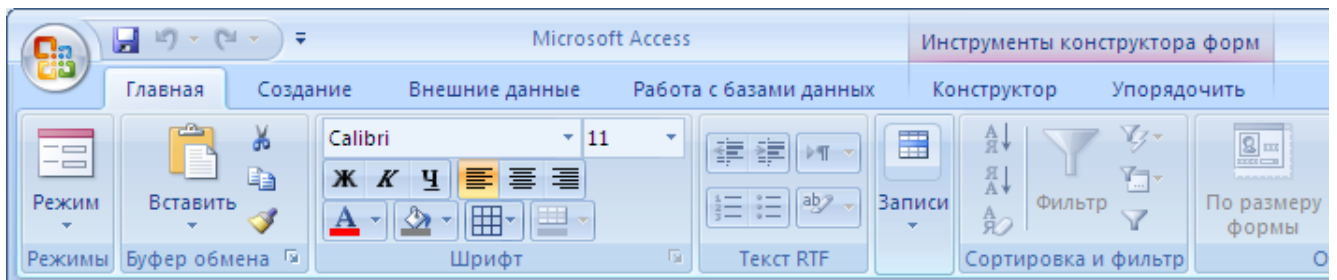 Microsoft Access
Инструменты конструктора форм
Главная Создание Внешние данные Работа с базами данных Конструктор Упорядочить
Calibri 11
Ж К Ч
Режим Вставить Записи Фильтр По размеру формы
Режимы Буфер обмена Шрифт Текст RTF Сортировка и фильтр О